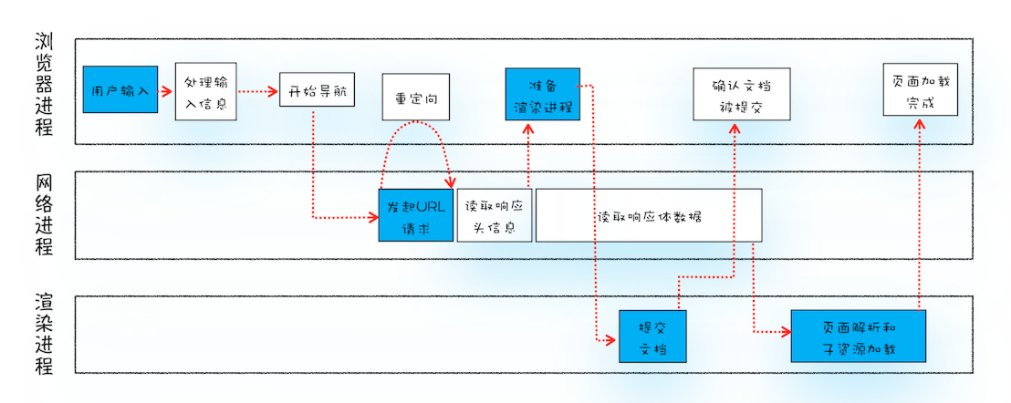 浏览器进程
用户输入
处理输
入信息
开始导航
重定向
准备
渲染进程
确认文档
被提交
页面加载
完成
网络进程
发起URL
请求
读取响应
头信息
读取响应体数据
渲染进程
提交
文档
页面解析和
子资源加载